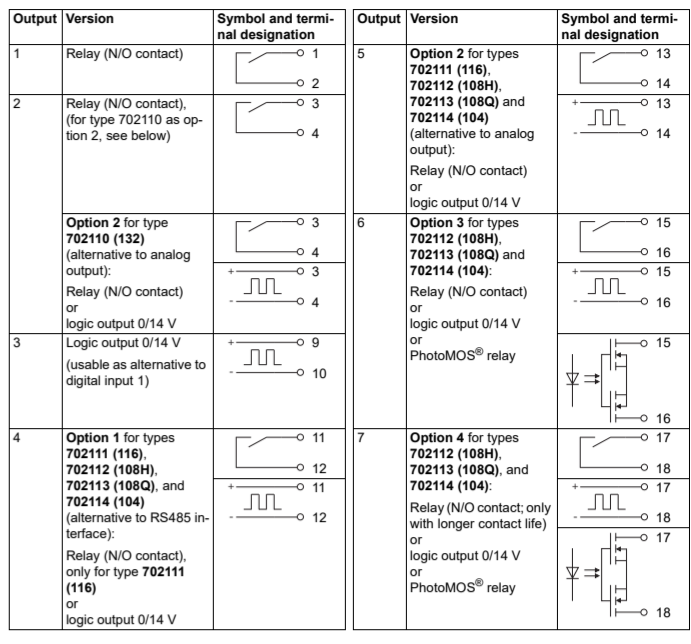 Output Version Symbol and termi-
nal designation
1 Relay (N/O contact) 1
2
2 Relay (N/O contact), 3
(for type 702110 as op-
tion 2, see below) 4
Option 2 for type 3
702110 (132)
(alternative to analog 4
output): + 3
Relay (N/O contact)
or - 4
logic output 0/14 V
3 Logic output 0/14 V + 9
(usable as alternative to
digital input 1) - 10
4 Option 1 for types 11
702111 (116),
702112 (108H), 12
702113 (108Q), and + 11
702114 (104)
(alternative to RS485 in- - 12
terface):
Relay (N/O contact),
only for type 702111
(116)
or
logic output 0/14 V
Output Version Symbol and termi-
nal designation
5 Option 2 for types 13
702111 (116),
702112 (108H), 14
702113 (108Q) and + 13
702114 (104)
(alternative to analog - 14
output):
Relay (N/O contact)
or
logic output 0/14 V
6 Option 3 for types 15
702112 (108H),
702113 (108Q) and 16
702114 (104): + 15
Relay (N/O contact)
or - 16
logic output 0/14 V
or 15
PhotoMOS® relay
16
7 Option 4 for types 17
702112 (108H),
702113 (108Q), and 18
702114 (104): + 17
Relay (N/O contact; only
with longer contact life) - 18
or 17
logic output 0/14 V
or
PhotoMOS® relay
18